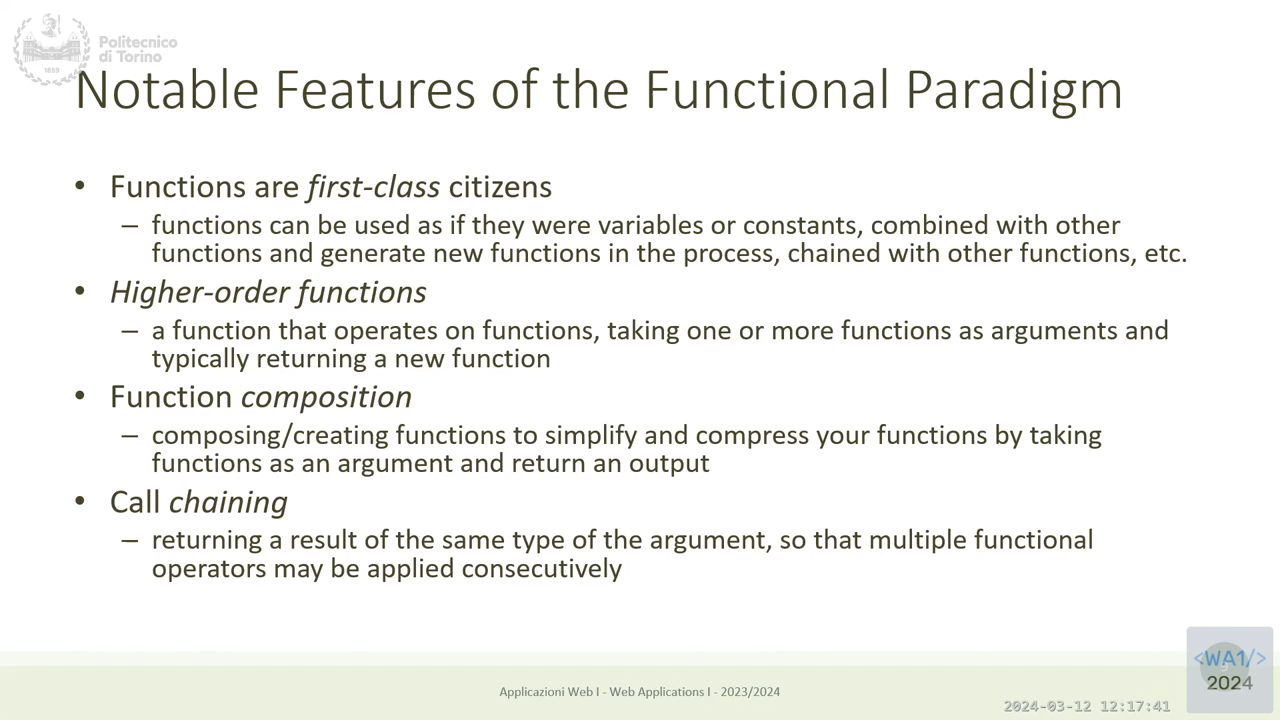 Politecnico
di Torino
1859
Notable Features of the Functional Paradigm
• Functions are first-class citizens
– functions can be used as if they were variables or constants, combined with other
functions and generate new functions in the process, chained with other functions, etc.
• Higher-order functions
– a function that operates on functions, taking one or more functions as arguments and
typically returning a new function
• Function composition
– composing/creating functions to simplify and compress your functions by taking
functions as an argument and return an output
• Call chaining
– returning a result of the same type of the argument, so that multiple functional
operators may be applied consecutively
Applicazioni Web I - Web Applications I - 2023/2024
2024-03-12 12:17:41
<WA1/>
2024